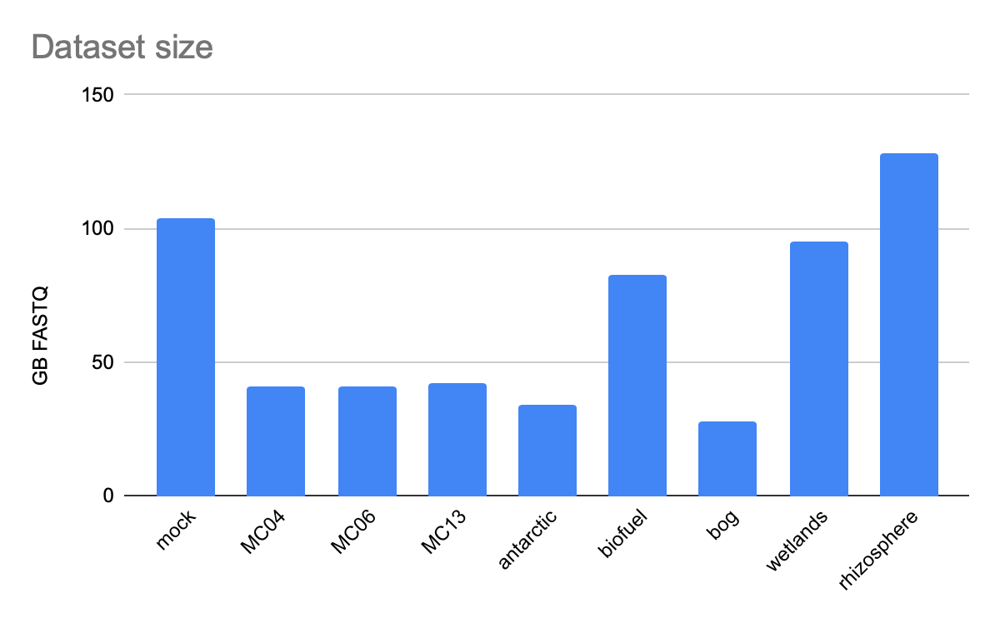 Dataset size
150
100
50
0
GB FASTQ
mock
MC04
MC06
MC13
antarctic
biofuel
bog
wetlands
rhizosphere